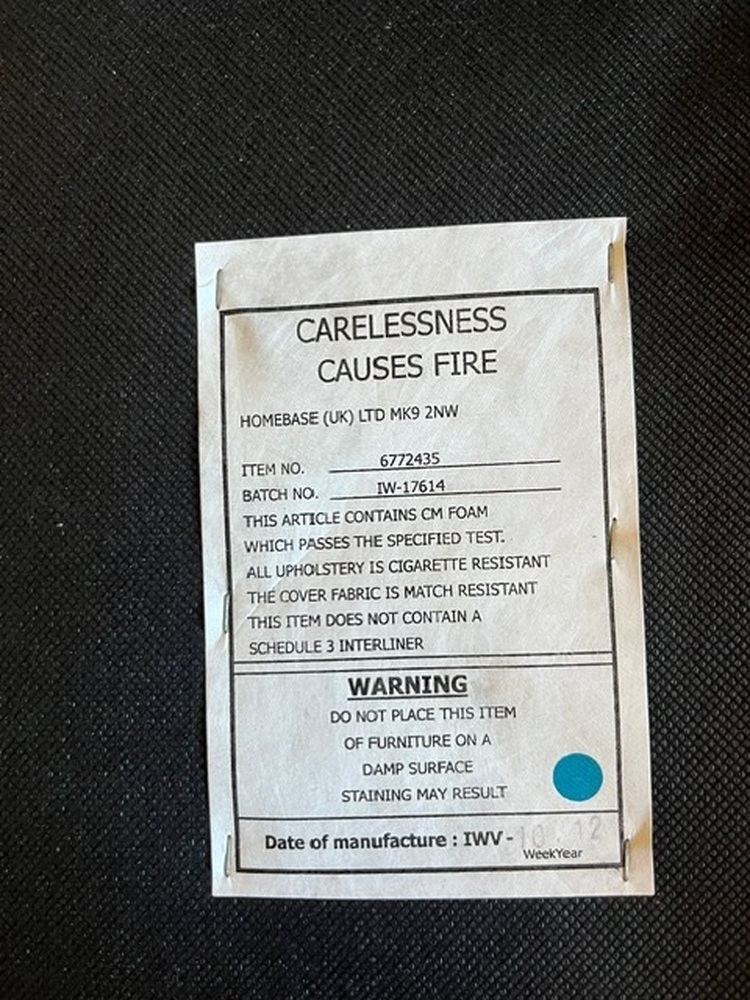 CARELESSNESS
CAUSES FIRE
HOMEBASE (UK) LTD MK9 2NW
ITEM NO. 6772435
BATCH NO. IW-17614
THIS ARTICLE CONTAINS CM FOAM
WHICH PASSES THE SPECIFIED TEST.
ALL UPHOLSTERY IS CIGARETTE RESISTANT
THE COVER FABRIC IS MATCH RESISTANT
THIS ITEM DOES NOT CONTAIN A
SCHEDULE 3 INTERLINER
WARNING
DO NOT PLACE THIS ITEM
OF FURNITURE ON A
DAMP SURFACE
STAINING MAY RESULT
Date of manufacture : IWV - 10 . 12
WeekYear